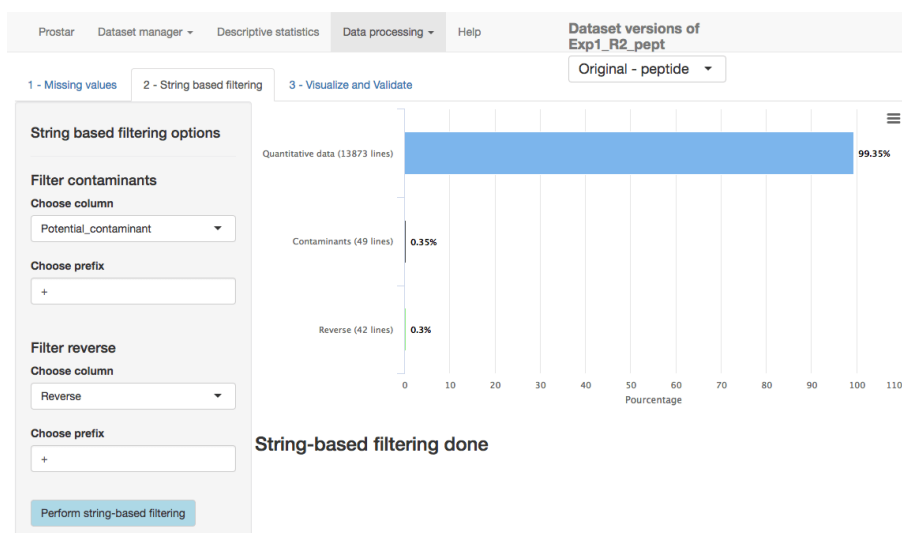 Prostar Dataset manager Descriptive statistics Data processing Help
Dataset versions of
Exp1_R2_pept
Original - peptide
1 - Missing values 2 - String based filtering 3 - Visualize and Validate
String based filtering options
Filter contaminants
Choose column
Potential_contaminant
Choose prefix
+
Filter reverse
Choose column
Reverse
Choose prefix
+
Perform string-based filtering
Quantitative data (13873 lines) 99.35%
Contaminants (49 lines) 0.35%
Reverse (42 lines) 0.3%
0 10 20 30 40 50 60 70 80 90 100 110
Pourcentage
String-based filtering done